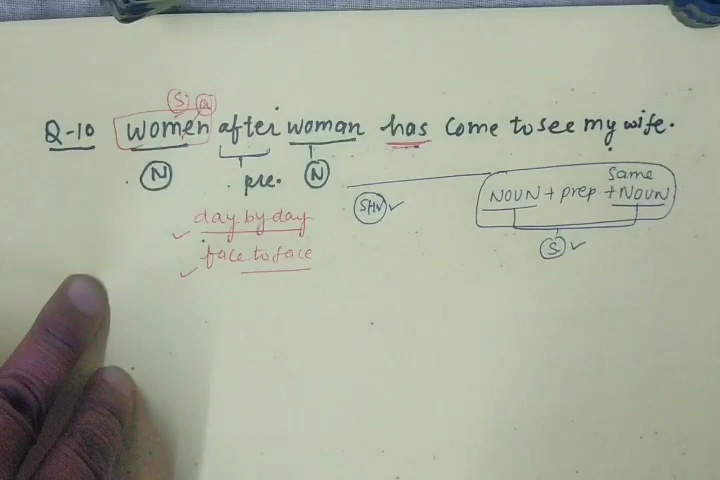 S a
Q-10 women after woman has come to see my wife.
N pre. N
same
NOUN + prep + NOUN
SHV ✓
day by day
S ✓
✓ face to face